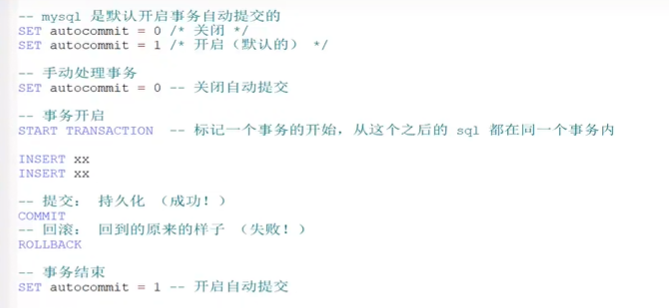 -- mysql 是默认开启事务自动提交的
SET autocommit = 0 /* 关闭 */
SET autocommit = 1 /* 开启（默认的） */
-- 手动处理事务
SET autocommit = 0 -- 关闭自动提交
-- 事务开启
START TRANSACTION -- 标记一个事务的开始，从这个之后的 sql 都在同一个事务内
INSERT xx
INSERT xx
-- 提交： 持久化 （成功！）
COMMIT
-- 回滚： 回到的原来的样子 （失败！）
ROLLBACK
-- 事务结束
SET autocommit = 1 -- 开启自动提交